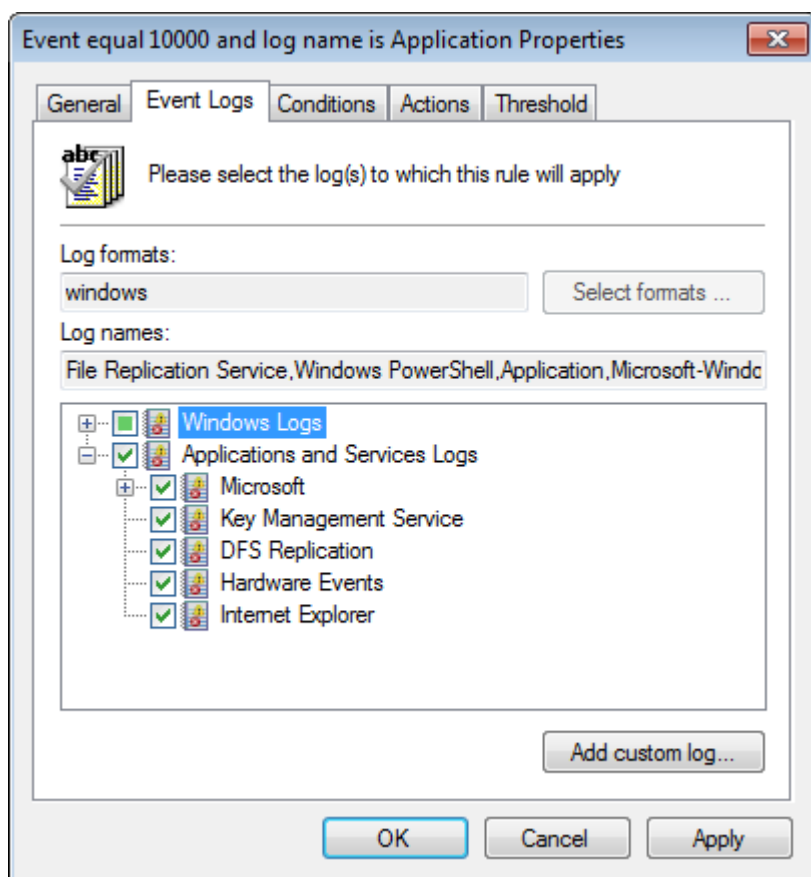 Event equal 10000 and log name is Application Properties
General Event Logs Conditions Actions Threshold
abc
Please select the log(s) to which this rule will apply
Log formats:
windows Select formats ...
Log names:
File Replication Service,Windows PowerShell,Application,Microsoft-Windo
Windows Logs
Applications and Services Logs
Microsoft
Key Management Service
DFS Replication
Hardware Events
Internet Explorer
Add custom log...
OK Cancel Apply